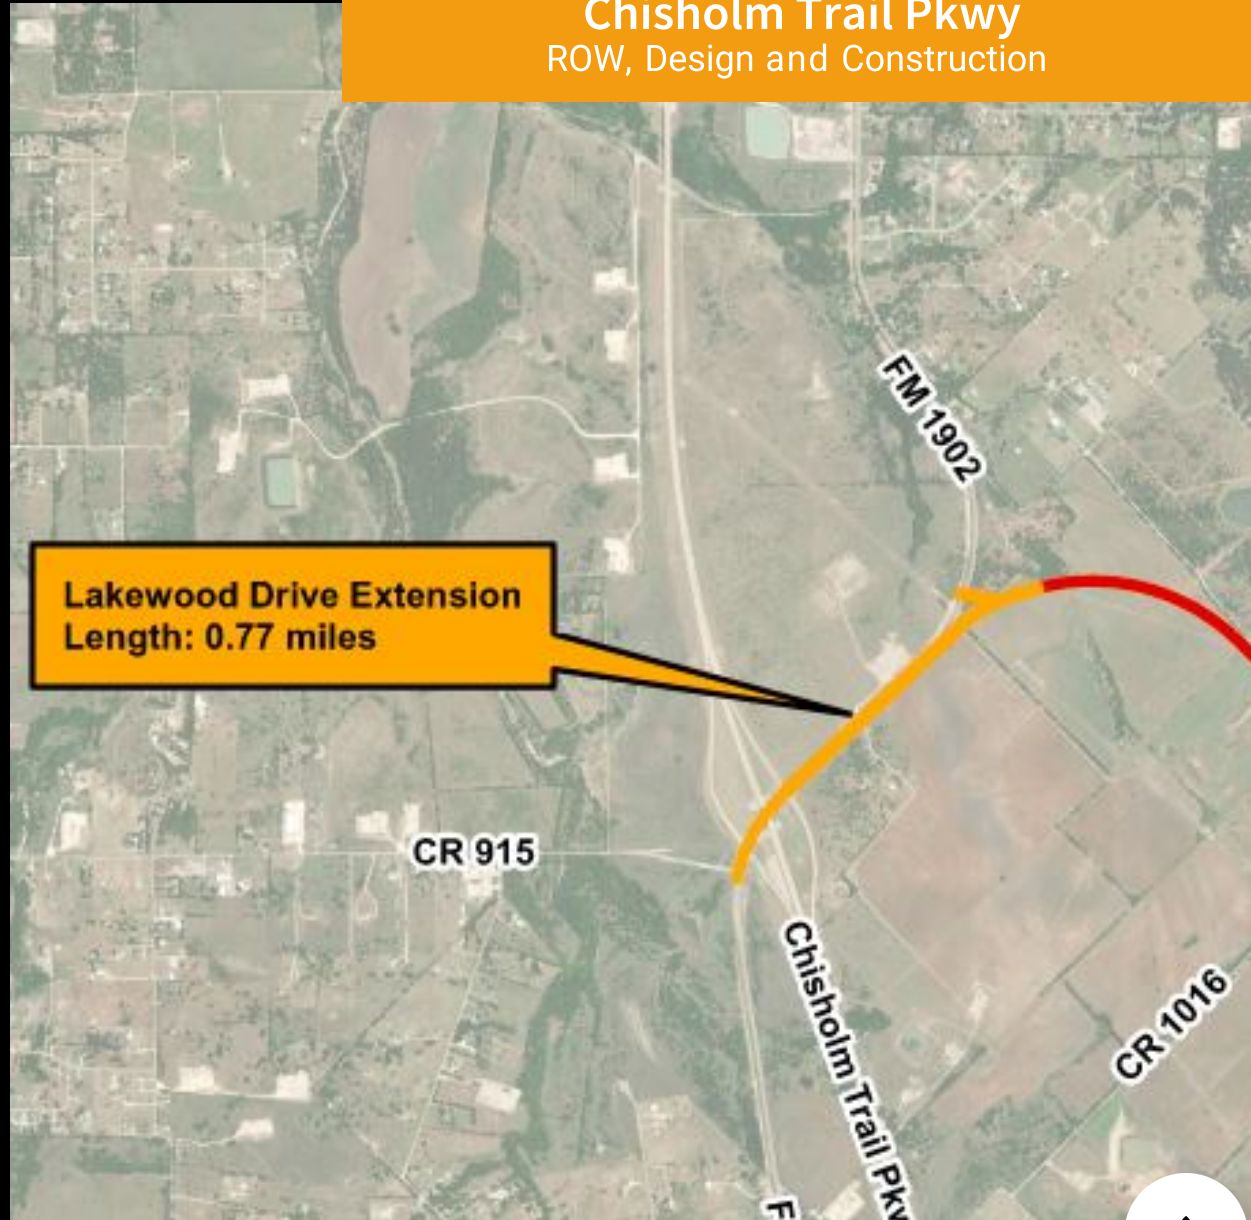 Chisholm Trail Pkwy
ROW, Design and Construction
FM 1902
Lakewood Drive Extension
Length: 0.77 miles
CR 915
Chisholm Trail
CR 1016